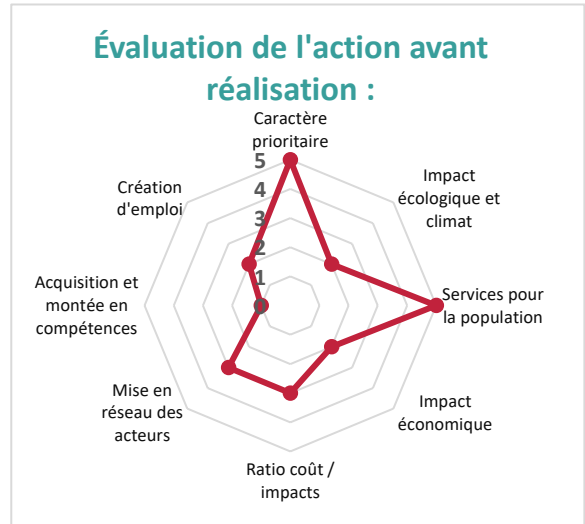 Évaluation de l'action avant
réalisation :
Caractère
prioritaire
Impact
écologique et
climat
Services pour
la population
Impact
économique
Ratio coût /
impacts
Mise en
réseau des
acteurs
Acquisition et
montée en
compétences
Création
d'emploi
5
4
3
2
1
0